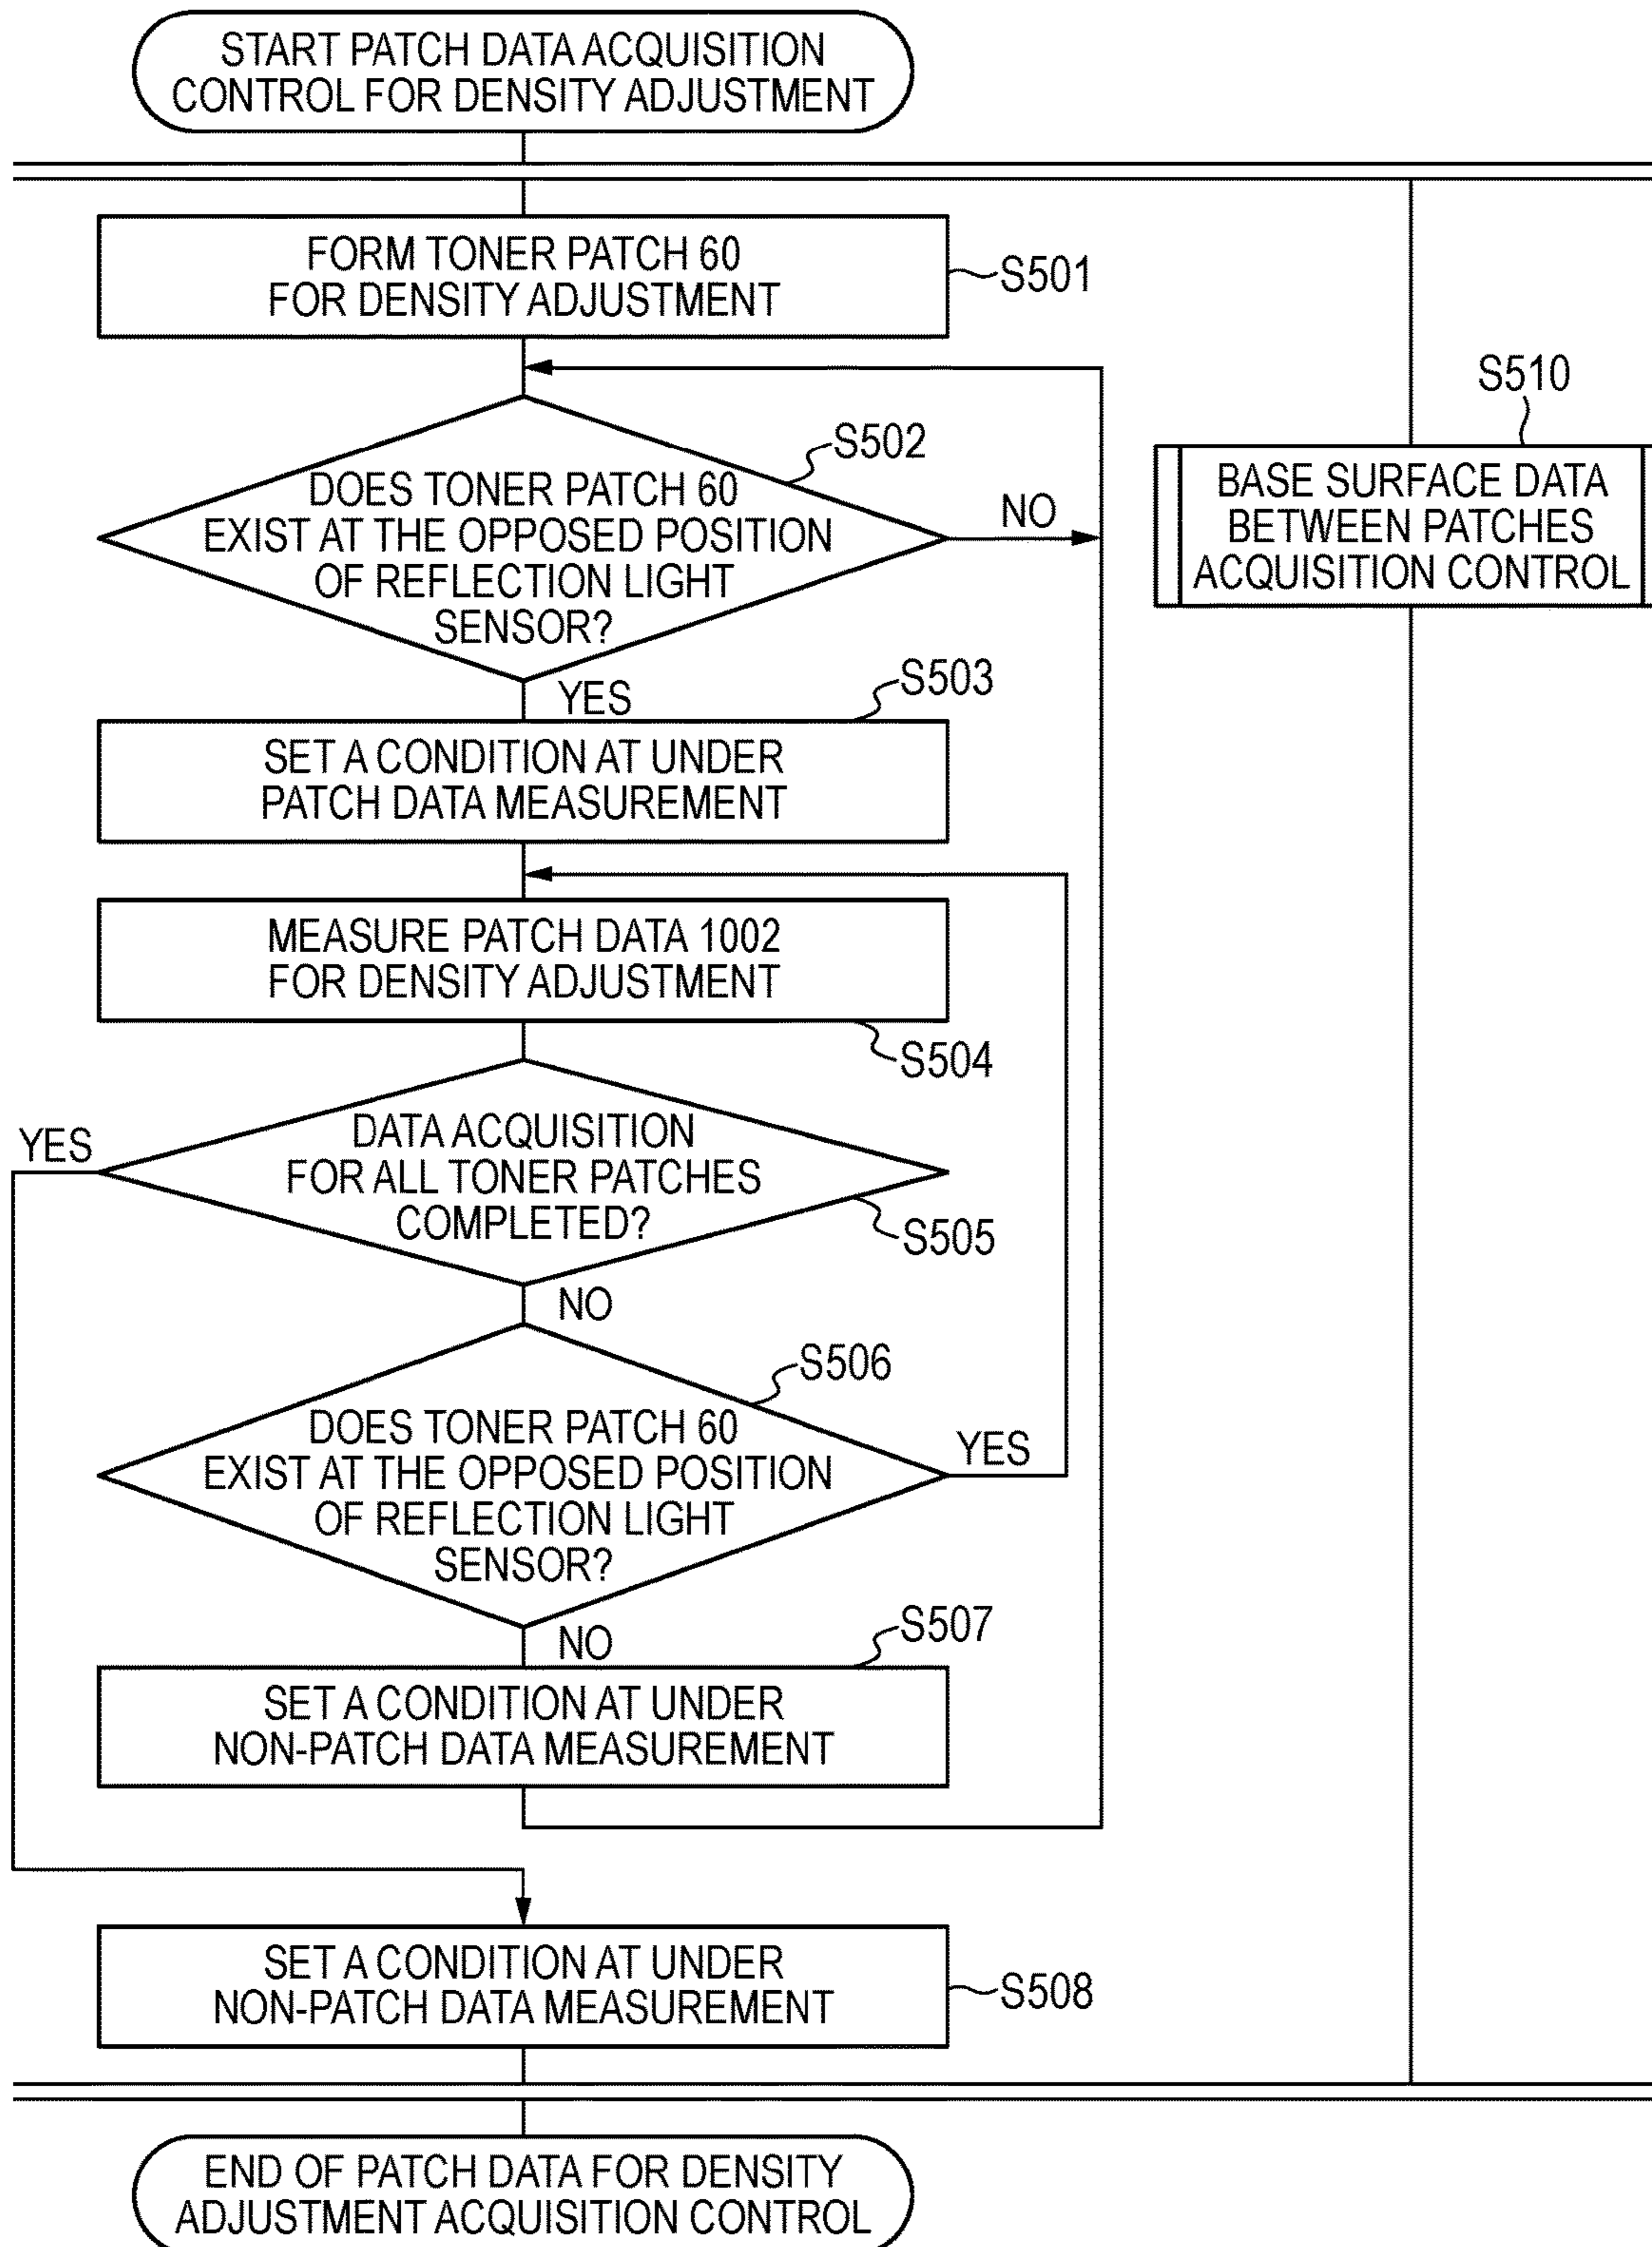 START PATCH DATA ACQUISITION
CONTROL FOR DENSITY ADJUSTMENT
FORM TONER PATCH 60
FOR DENSITY ADJUSTMENT
S501
S510
BASE SURFACE DATA
BETWEEN PATCHES
ACQUISITION CONTROL
S502
DOES TONER PATCH 60
EXIST AT THE OPPOSED POSITION
OF REFLECTION LIGHT
SENSOR?
NO
YES
S503
SET A CONDITION AT UNDER
PATCH DATA MEASUREMENT
MEASURE PATCH DATA 1002
FOR DENSITY ADJUSTMENT
S504
YES
DATA ACQUISITION
FOR ALL TONER PATCHES
COMPLETED?
S505
NO
S506
DOES TONER PATCH 60
EXIST AT THE OPPOSED POSITION
OF REFLECTION LIGHT
SENSOR?
YES
NO
S507
SET A CONDITION AT UNDER
NON-PATCH DATA MEASUREMENT
SET A CONDITION AT UNDER
NON-PATCH DATA MEASUREMENT
S508
END OF PATCH DATA FOR DENSITY
ADJUSTMENT ACQUISITION CONTROL